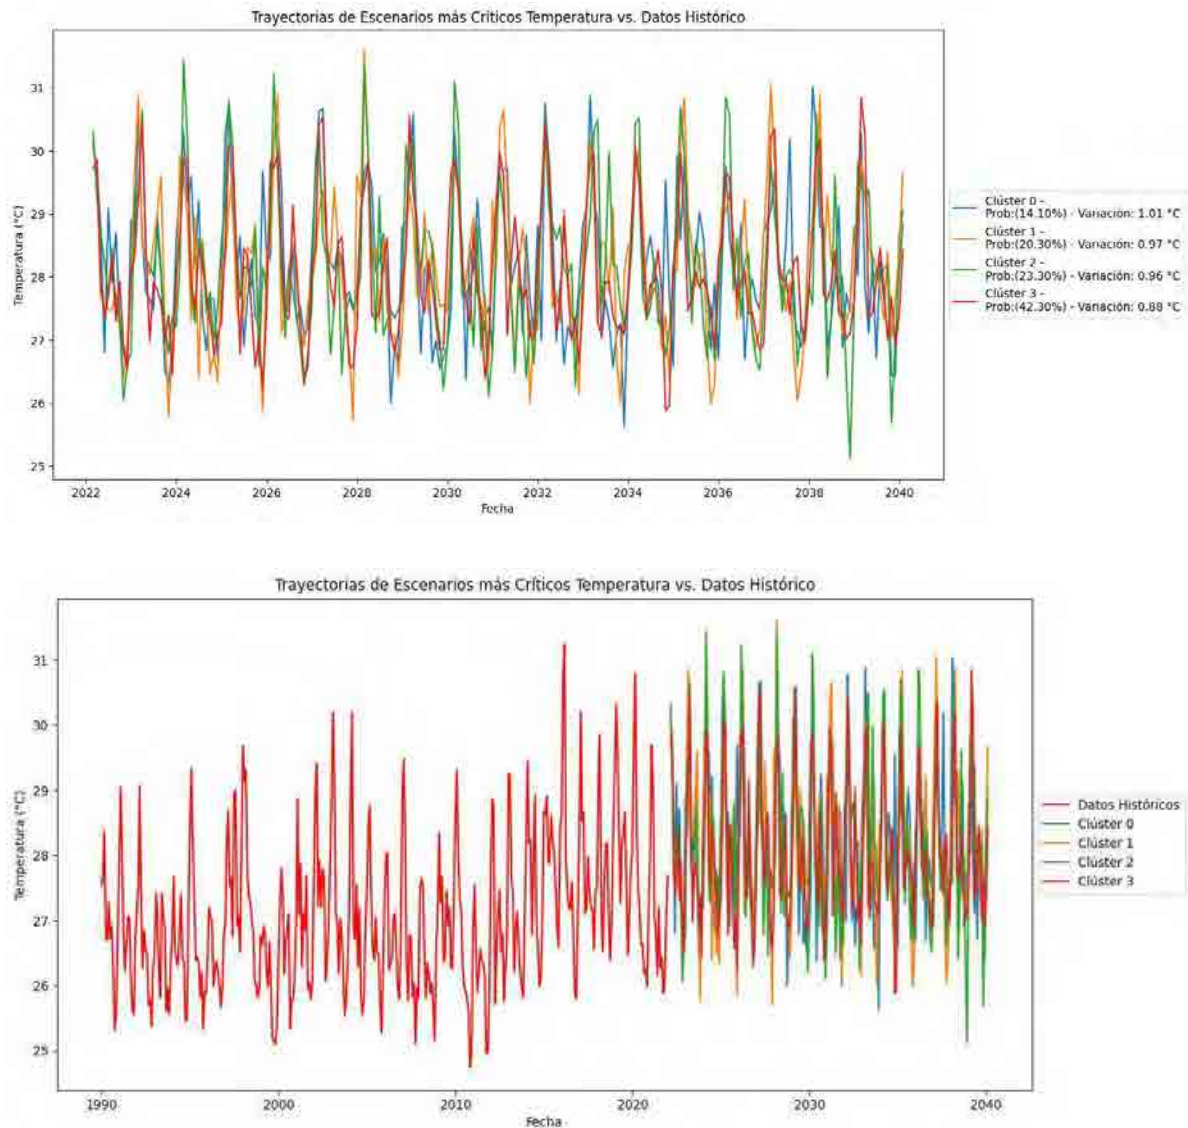 Trayectorias de Escenarios más Críticos Temperatura vs. Datos Histórico
31
30
29
28
27
26
25
Temperatura (°C)
2022 2024 2026 2028 2030 2032 2034 2036 2038 2040
Fecha
Clúster 0 -
Prob:(14.10%) - Variación: 1.01 °C
Clúster 1 -
Prob:(20.30%) - Variación: 0.97 °C
Clúster 2 -
Prob:(23.30%) - Variación: 0.96 °C
Clúster 3 -
Prob:(42.30%) - Variación: 0.88 °C
Trayectorias de Escenarios más Críticos Temperatura vs. Datos Histórico
31
30
29
28
27
26
25
Temperatura (°C)
1990 2000 2010 2020 2030 2040
Fecha
Datos Históricos
Clúster 0
Clúster 1
Clúster 2
Clúster 3